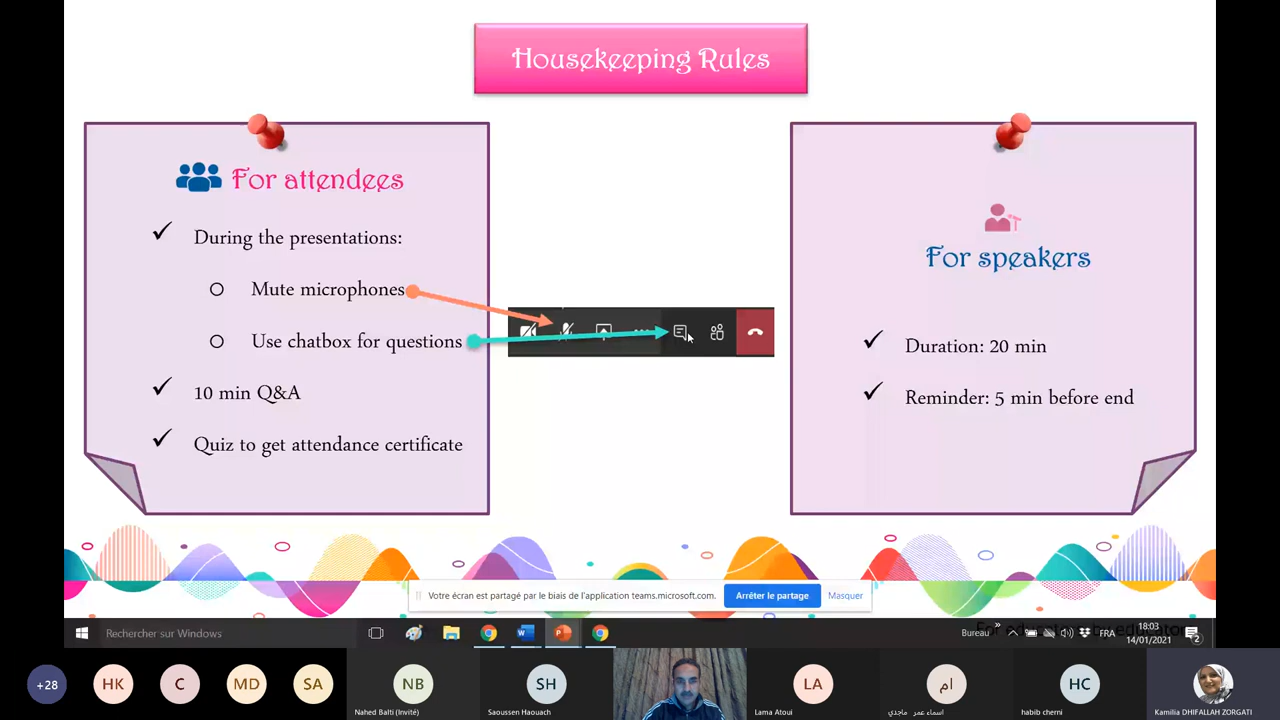 Housekeeping Rules
For attendees
During the presentations:
Mute microphones
Use chatbox for questions
10 min Q&A
Quiz to get attendance certificate
For speakers
Duration: 20 min
Reminder: 5 min before end
Votre écran est partagé par le biais de l'application teams.microsoft.com.
Arrêter le partage
Masquer
Rechercher sur Windows
Bureau
FRA
18:03
14/01/2021
2
+28
HK
C
MD
SA
NB
Nahed Balti (Invité)
SH
Saoussen Haouach
LA
Lama Atoui
ام
اسماء عمر . ماجدي
HC
habib cherni
Kamilia DHIFALLAH ZORGATI